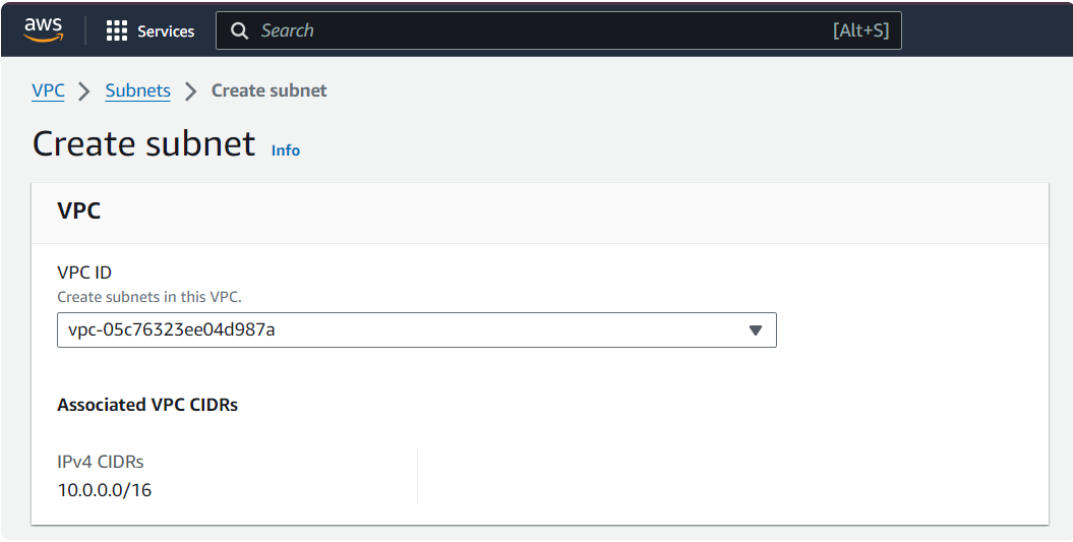 aws Services Search [Alt+S]
VPC > Subnets > Create subnet
Create subnet Info
VPC
VPC ID
Create subnets in this VPC.
vpc-05c76323ee04d987a
Associated VPC CIDRs
IPv4 CIDRs
10.0.0.0/16